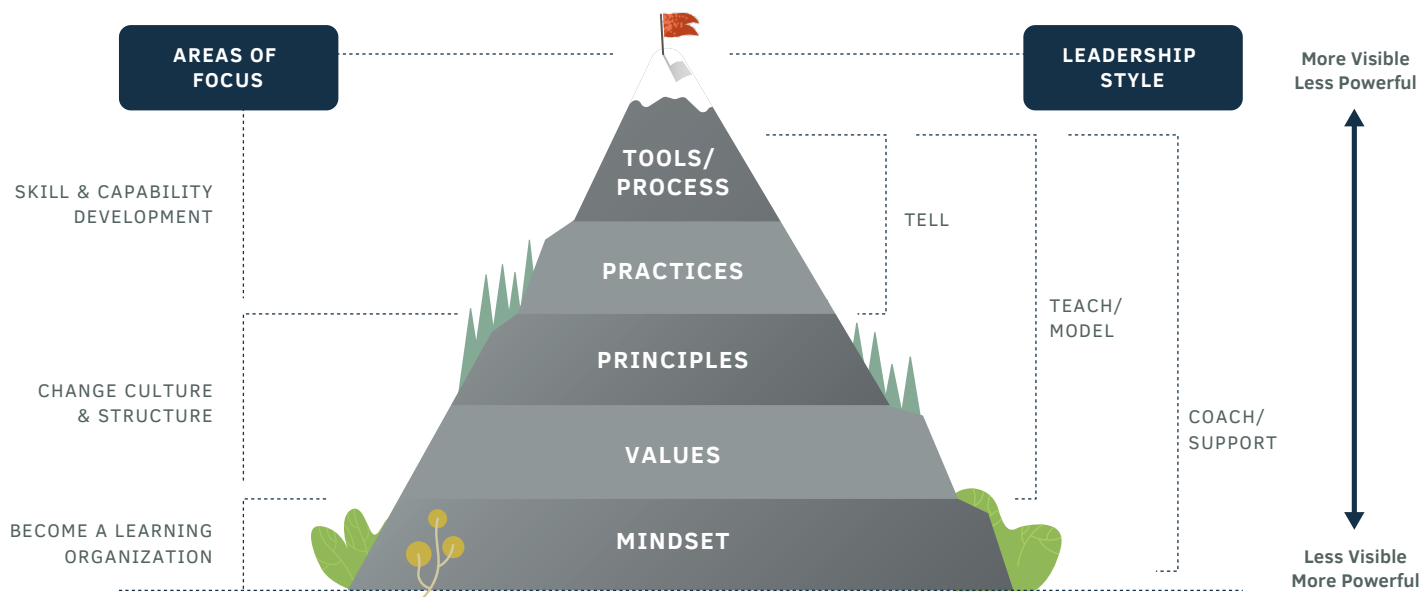 AREAS OF
FOCUS
LEADERSHIP
STYLE
More Visible
Less Powerful
SKILL & CAPABILITY
DEVELOPMENT
TOOLS/
PROCESS
TELL
PRACTICES
TEACH/
MODEL
PRINCIPLES
CHANGE CULTURE
& STRUCTURE
COACH/
SUPPORT
VALUES
BECOME A LEARNING
ORGANIZATION
MINDSET
Less Visible
More Powerful